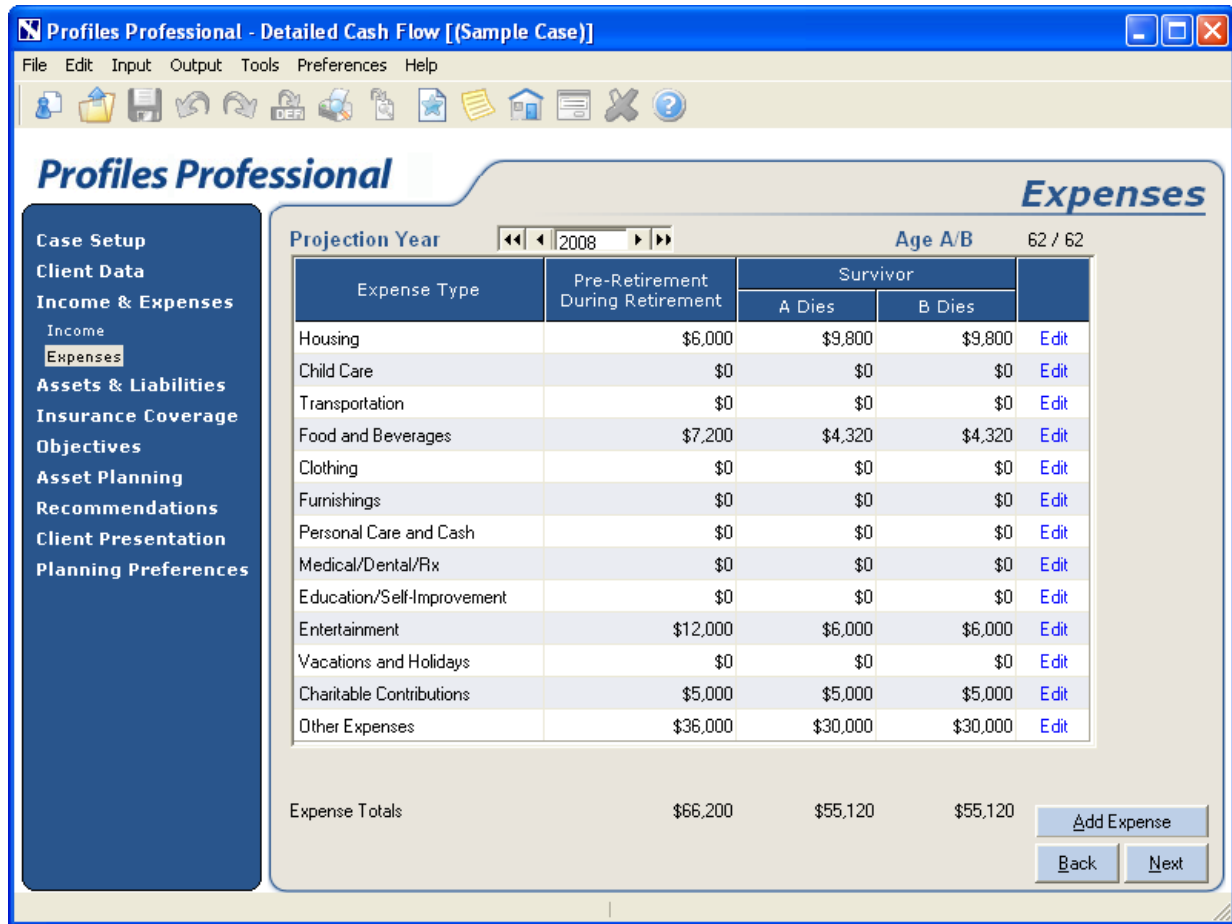 Profiles Professional - Detailed Cash Flow [(Sample Case)]
File Edit Input Output Tools Preferences Help
DEF
Profiles Professional
Expenses
Case Setup
Client Data
Income & Expenses
Income
Expenses
Assets & Liabilities
Insurance Coverage
Objectives
Asset Planning
Recommendations
Client Presentation
Planning Preferences
Projection Year 2008 Age A/B 62 / 62
Expense Type Pre-Retirement During Retirement Survivor
A Dies B Dies
Housing $6,000 $9,800 $9,800 Edit
Child Care $0 $0 $0 Edit
Transportation $0 $0 $0 Edit
Food and Beverages $7,200 $4,320 $4,320 Edit
Clothing $0 $0 $0 Edit
Furnishings $0 $0 $0 Edit
Personal Care and Cash $0 $0 $0 Edit
Medical/Dental/Rx $0 $0 $0 Edit
Education/Self-Improvement $0 $0 $0 Edit
Entertainment $12,000 $6,000 $6,000 Edit
Vacations and Holidays $0 $0 $0 Edit
Charitable Contributions $5,000 $5,000 $5,000 Edit
Other Expenses $36,000 $30,000 $30,000 Edit
Expense Totals $66,200 $55,120 $55,120
Add Expense
Back Next